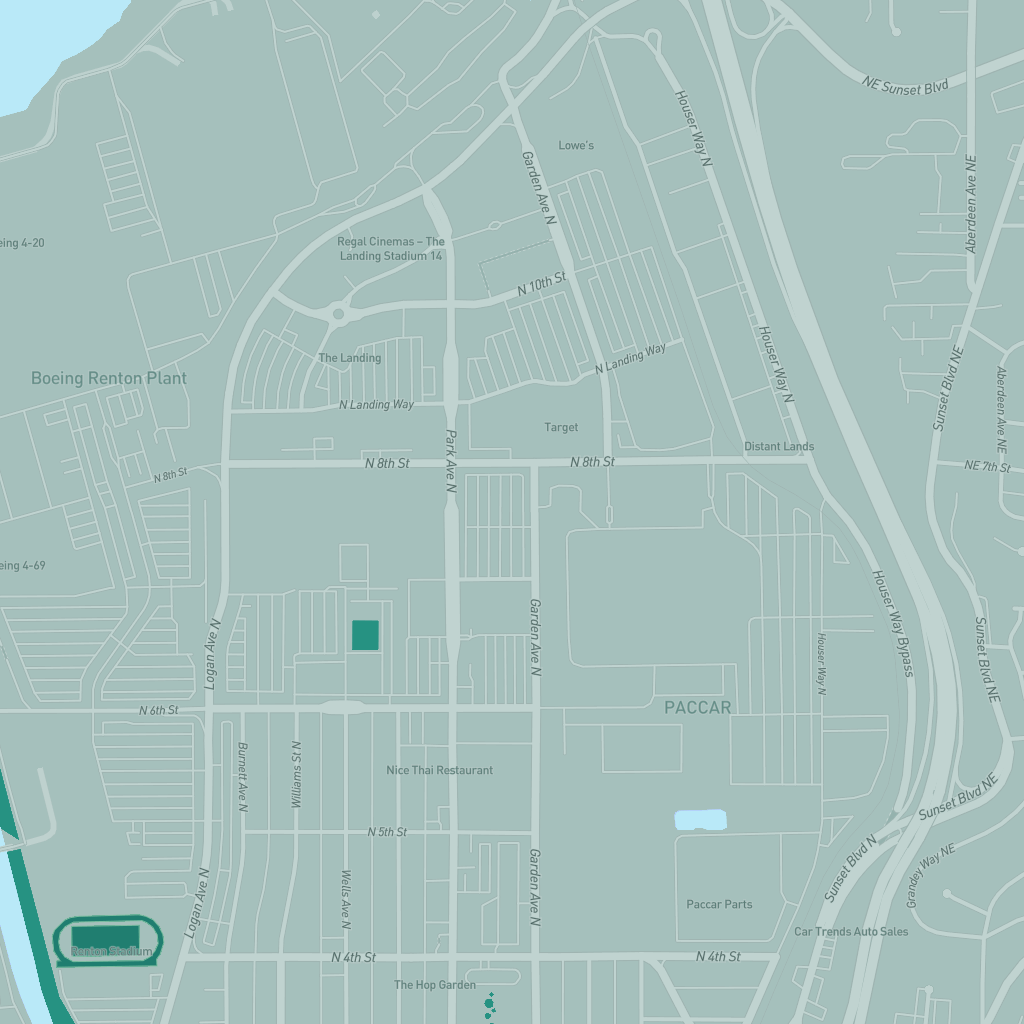 NE Sunset Blvd
Houser Way N
Lowe's
Garden Ave N
Aberdeen Ave NE
eing 4-20
Regal Cinemas – The
Landing Stadium 14
N 10th St
Houser Way N
The Landing
N Landing Way
Sunset Blvd NE
Aberdeen Ave NE
Boeing Renton Plant
N Landing Way
Target
Park Ave N
Distant Lands
N 8th St
N 8th St
N 8th St
NE 7th St
eing 4-69
Houser Way Bypass
Garden Ave N
Logan Ave N
Houser Way N
Sunset Blvd NE
N 6th St
PACCAR
Burnett Ave N
Williams St N
Nice Thai Restaurant
Sunset Blvd NE
N 5th St
Sunset Blvd N
Grandey Way NE
Logan Ave N
Wells Ave N
Garden Ave N
Paccar Parts
Car Trends Auto Sales
Renton Stadium
N 4th St
N 4th St
The Hop Garden